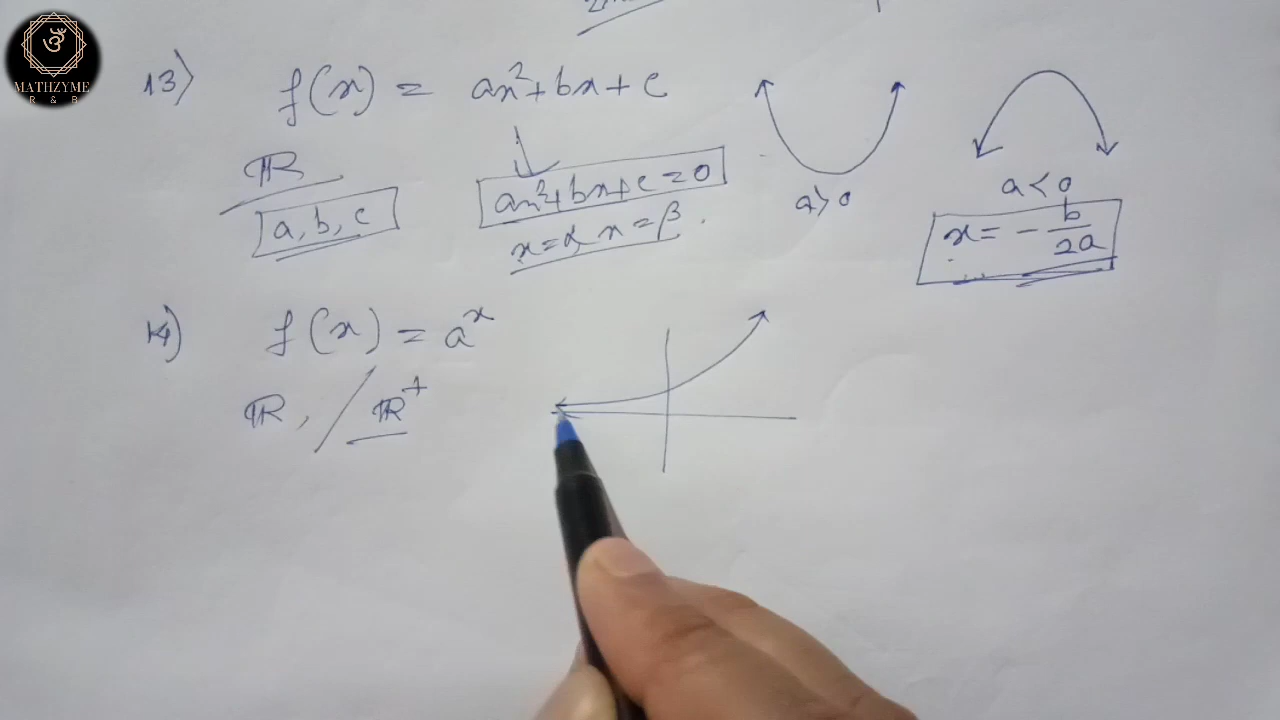 ॐ
MATHZYME
R & B
13) f(x) = ax²+bx+c
ℝ
a, b, c
ax²+bx+c=0
x=α, x=β.
a>0
a<0
x = -b/2a
14) f(x) = aˣ
ℝ, / ℝ⁺